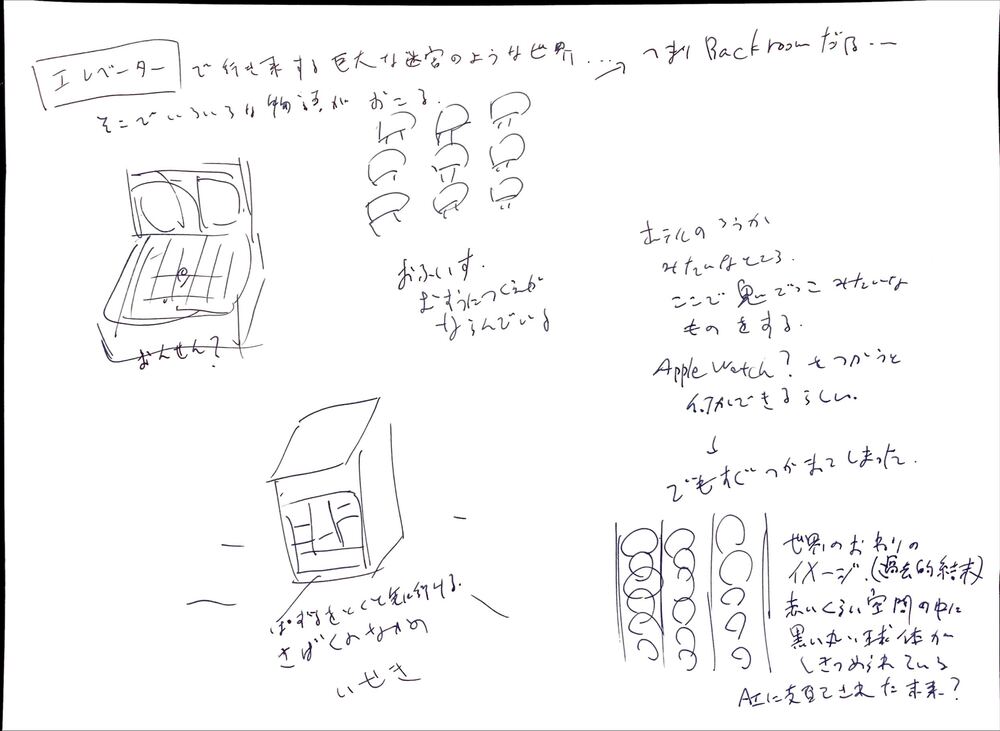 エレベーターで行き来する巨大な迷宮のような世界… → つまりBackroomだる…
そこでいろいろな物語がおこる.
おんせん?
おふぃす.
むすうにつくえが
ならんでいる
ホテルのろうか
みたいなところ.
ここで鬼ごっこみたいな
ものをする.
Apple Watch? をつかうと
できるらしい.
↓
でもすぐつかまってしまった.
ぱずるをといて先に行ける.
さばくのなかの
いせき
世界のおわりの
イメージ.(過去的結末)
赤いくらい空間の中に
黒い丸い球体が
しきつめられている
AIに支配された未来?